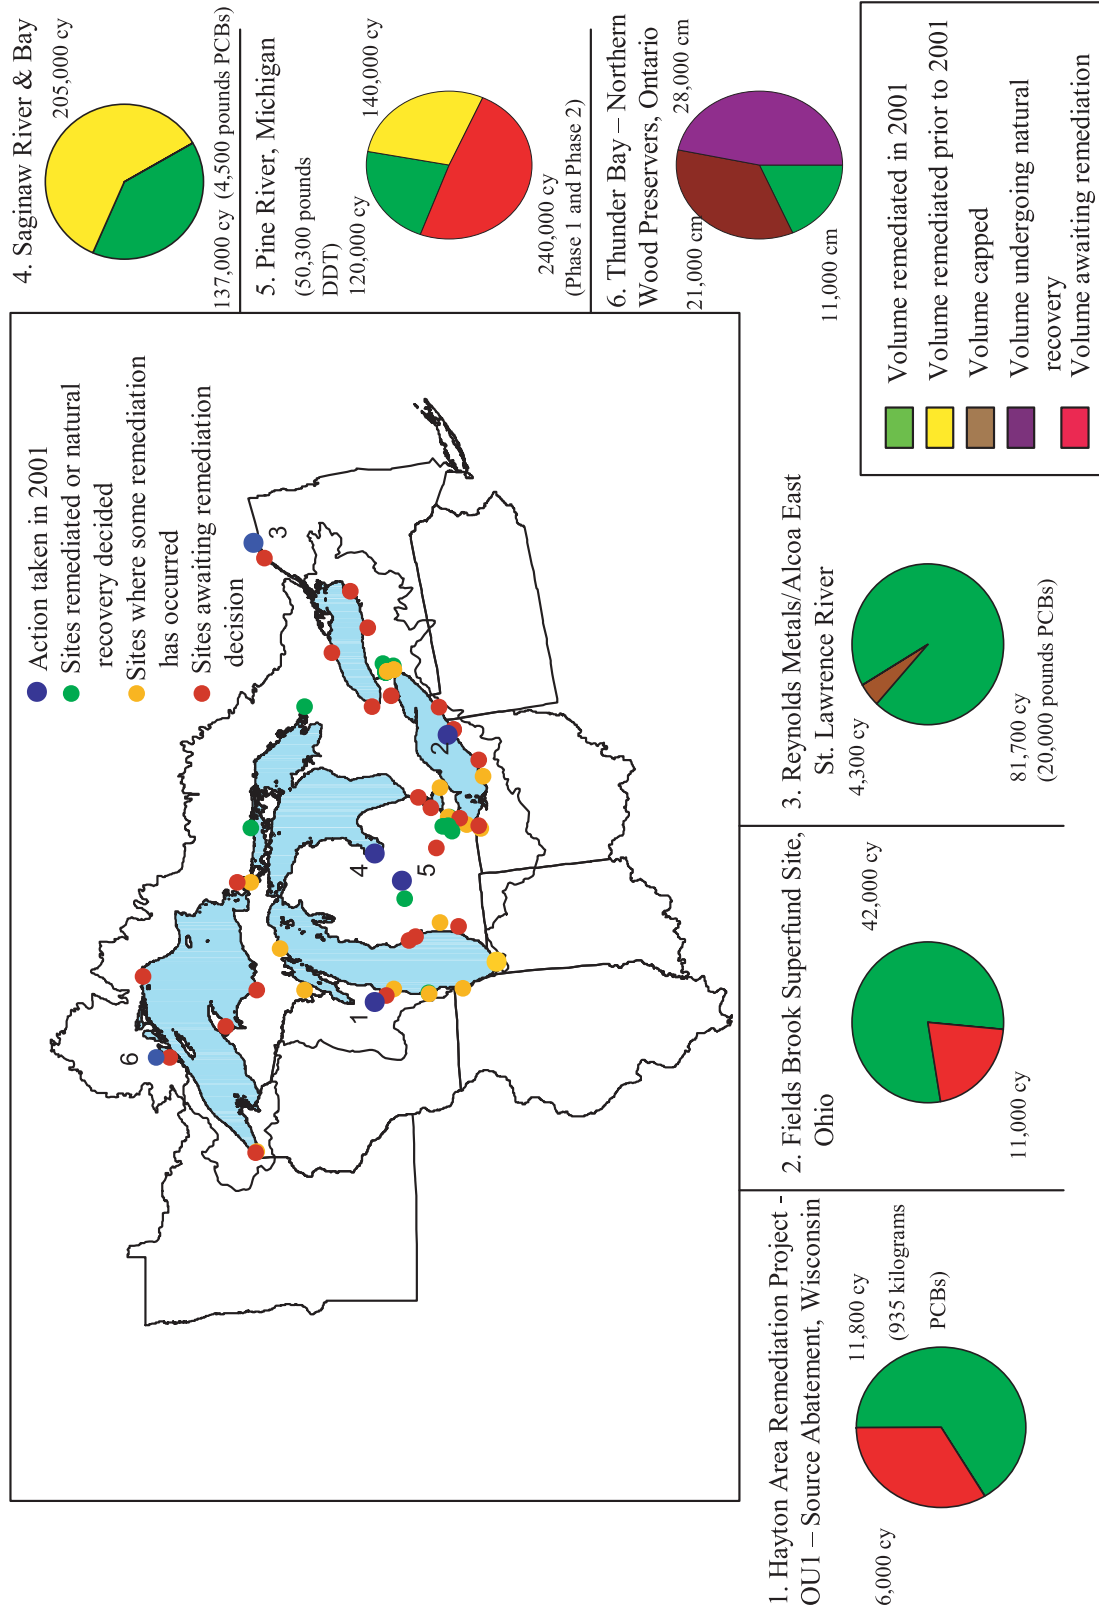 Action taken in 2001
Sites remediated or natural
recovery decided
Sites where some remediation
has occurred
Sites awaiting remediation
decision
6
1
4
5
2
3
4. Saginaw River & Bay
205,000 cy
137,000 cy (4,500 pounds PCBs)
5. Pine River, Michigan
(50,300 pounds
DDT)
120,000 cy
140,000 cy
240,000 cy
(Phase 1 and Phase 2)
6. Thunder Bay – Northern
Wood Preservers, Ontario
21,000 cm
28,000 cm
11,000 cm
1. Hayton Area Remediation Project -
OU1 – Source Abatement, Wisconsin
11,800 cy
(935 kilograms
PCBs)
6,000 cy
2. Fields Brook Superfund Site,
Ohio
42,000 cy
11,000 cy
3. Reynolds Metals/Alcoa East
St. Lawrence River
4,300 cy
81,700 cy
(20,000 pounds PCBs)
Volume remediated in 2001
Volume remediated prior to 2001
Volume capped
Volume undergoing natural
recovery
Volume awaiting remediation